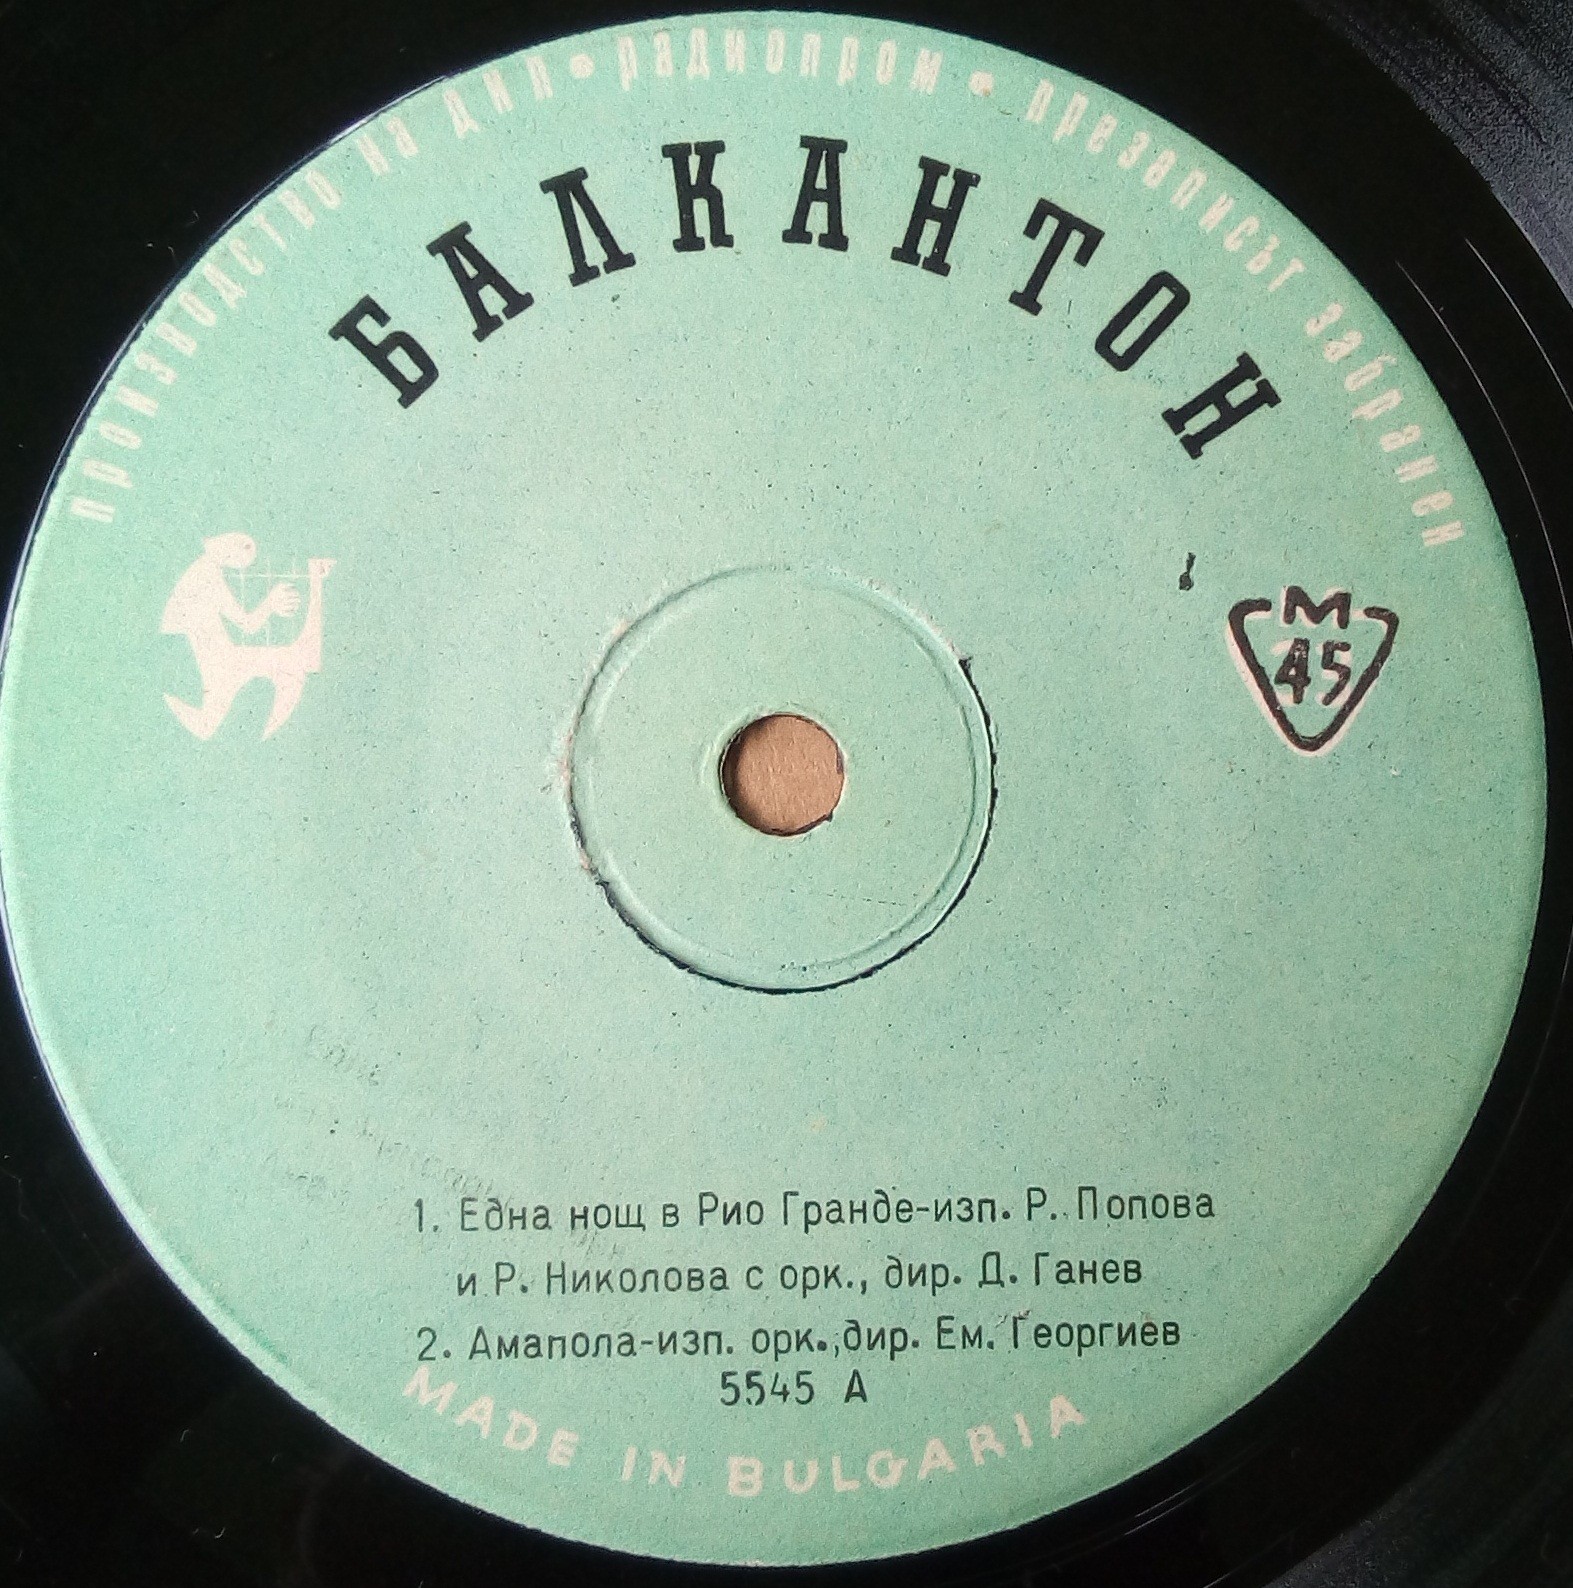 производство на дип • радиопром • презаписът забранен
БАЛКАНТОН
М
45
1. Една нощ в Рио Гранде-изп. Р. Попова
и Р. Николова с орк., дир. Д. Ганев
2. Амапола-изп. орк., дир. Ем. Георгиев
5545 А
MADE IN BULGARIA